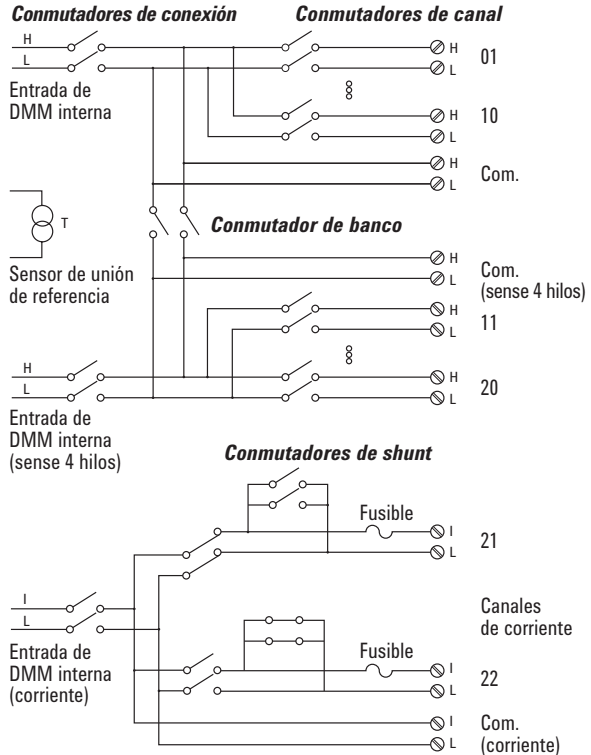 Conmutadores de conexión
Conmutadores de canal
H
L
Entrada de
DMM interna
H
L
01
H
L
10
H
L
Com.
T
Sensor de unión
de referencia
Conmutador de banco
H
L
Com.
(sense 4 hilos)
H
L
11
H
L
20
H
L
Entrada de
DMM interna
(sense 4 hilos)
Conmutadores de shunt
Fusible
I
L
21
I
L
Entrada de
DMM interna
(corriente)
Canales
de corriente
Fusible
I
L
22
I
L
Com.
(corriente)